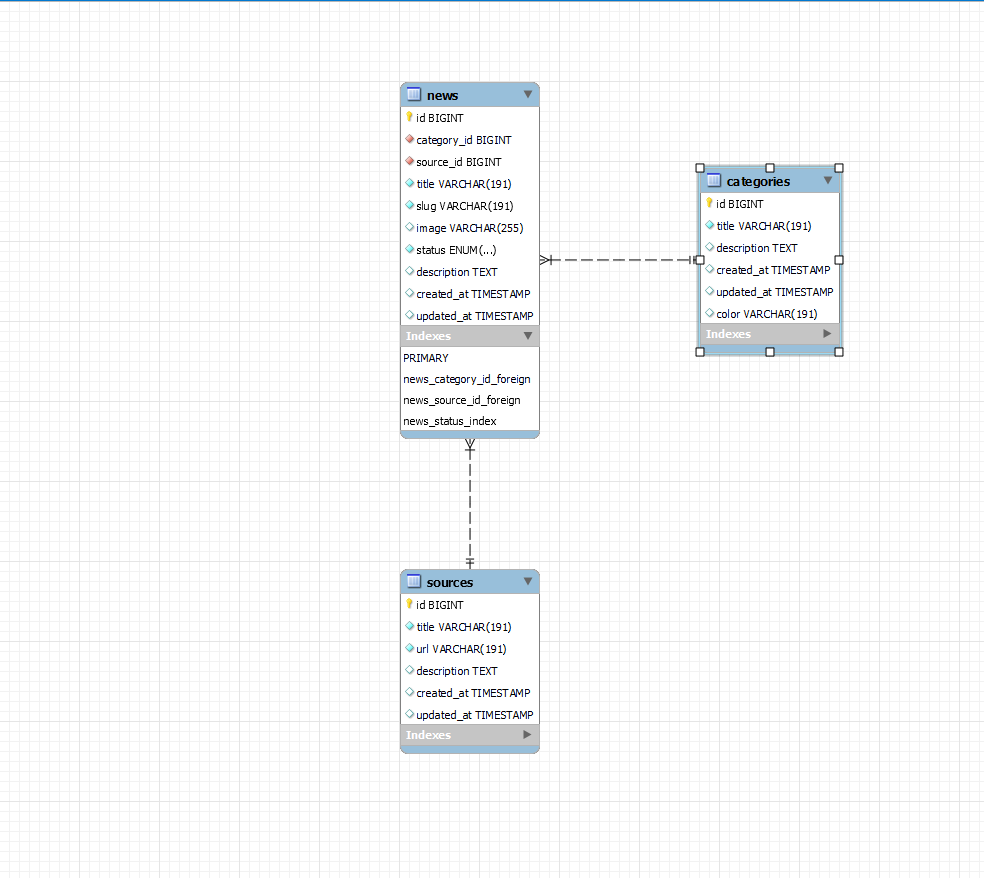 news
id BIGINT
category_id BIGINT
source_id BIGINT
title VARCHAR(191)
slug VARCHAR(191)
image VARCHAR(255)
status ENUM(...)
description TEXT
created_at TIMESTAMP
updated_at TIMESTAMP
Indexes
PRIMARY
news_category_id_foreign
news_source_id_foreign
news_status_index
categories
id BIGINT
title VARCHAR(191)
description TEXT
created_at TIMESTAMP
updated_at TIMESTAMP
color VARCHAR(191)
Indexes
sources
id BIGINT
title VARCHAR(191)
url VARCHAR(191)
description TEXT
created_at TIMESTAMP
updated_at TIMESTAMP
Indexes